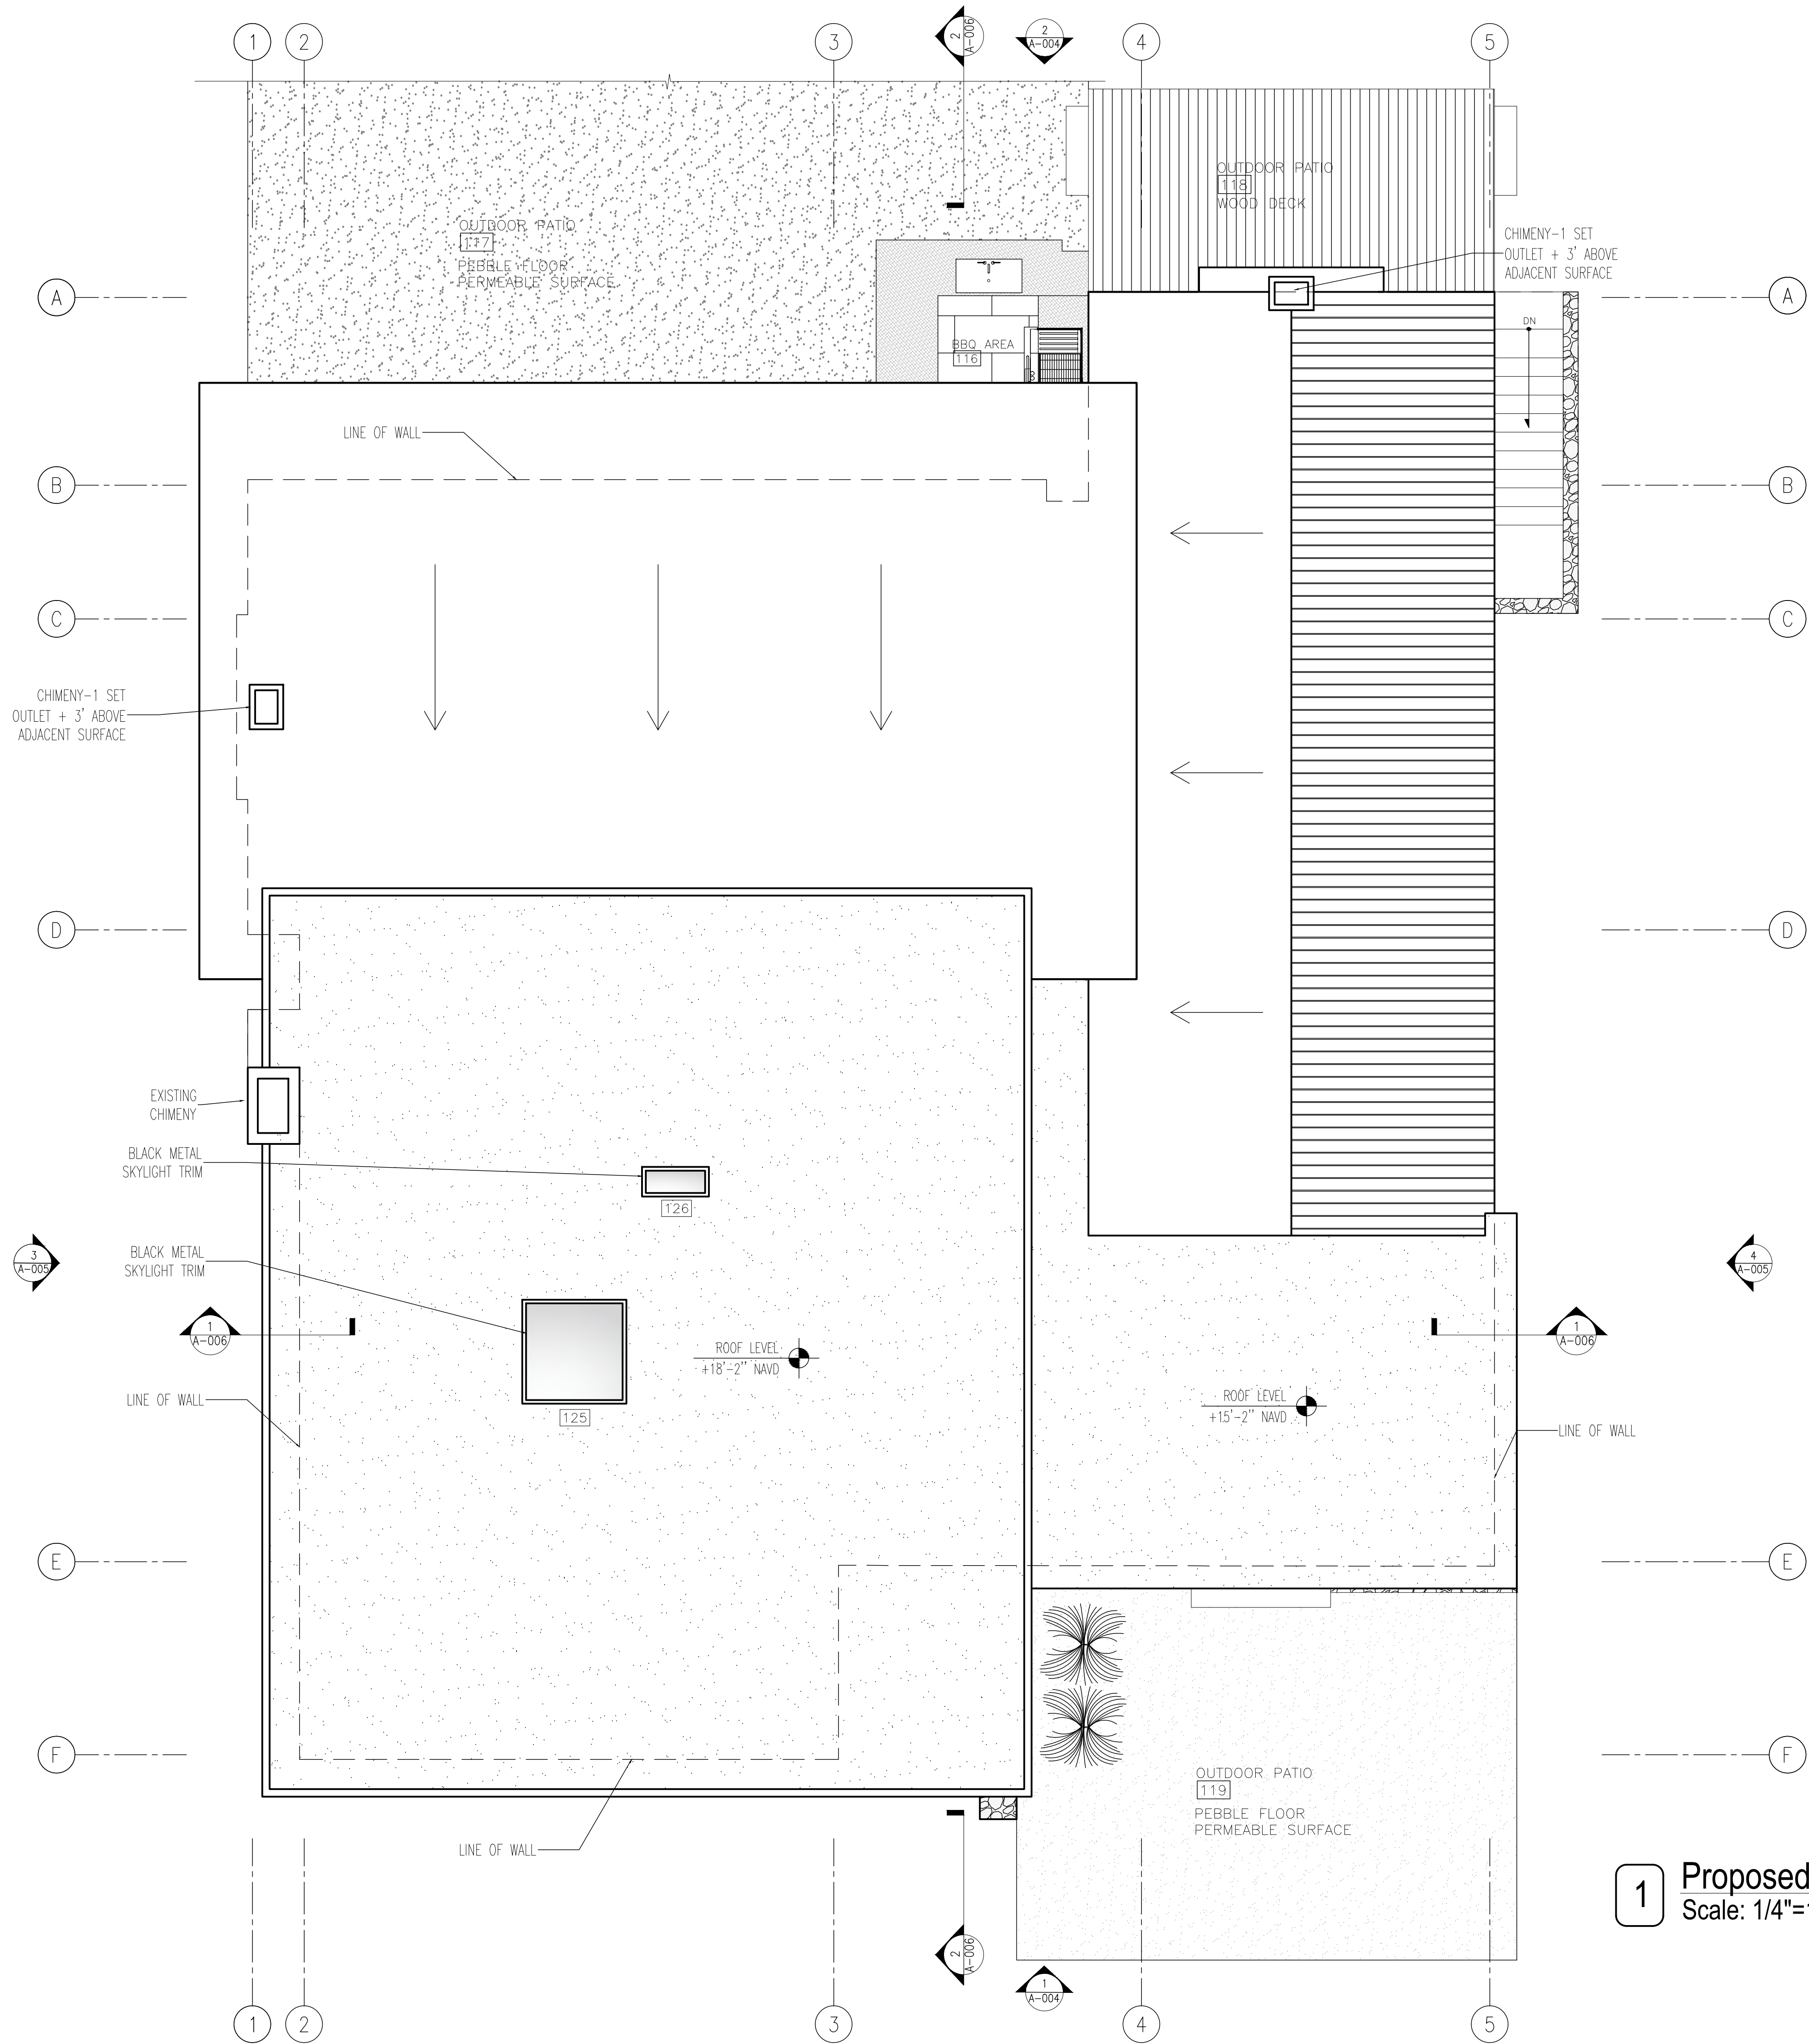 1
2
3
2
A-006
2
A-004
4
5
OUTDOOR PATIO
118
WOOD DECK
OUTDOOR PATIO
117
PEBBLE FLOOR
PERMEABLE SURFACE
CHIMENY-1 SET
OUTLET + 3' ABOVE
ADJACENT SURFACE
A
A
DN
BBQ AREA
116
LINE OF WALL
B
B
C
C
CHIMENY-1 SET
OUTLET + 3' ABOVE
ADJACENT SURFACE
D
D
EXISTING
CHIMENY
BLACK METAL
SKYLIGHT TRIM
126
3
A-005
BLACK METAL
SKYLIGHT TRIM
4
A-005
1
A-006
1
A-006
ROOF LEVEL
+18'-2'' NAVD
125
LINE OF WALL
ROOF LEVEL
+15'-2'' NAVD
LINE OF WALL
E
E
F
F
OUTDOOR PATIO
119
PEBBLE FLOOR
PERMEABLE SURFACE
LINE OF WALL
1
Proposed
Scale: 1/4"=
2
A-006
1
A-004
1
2
3
4
5